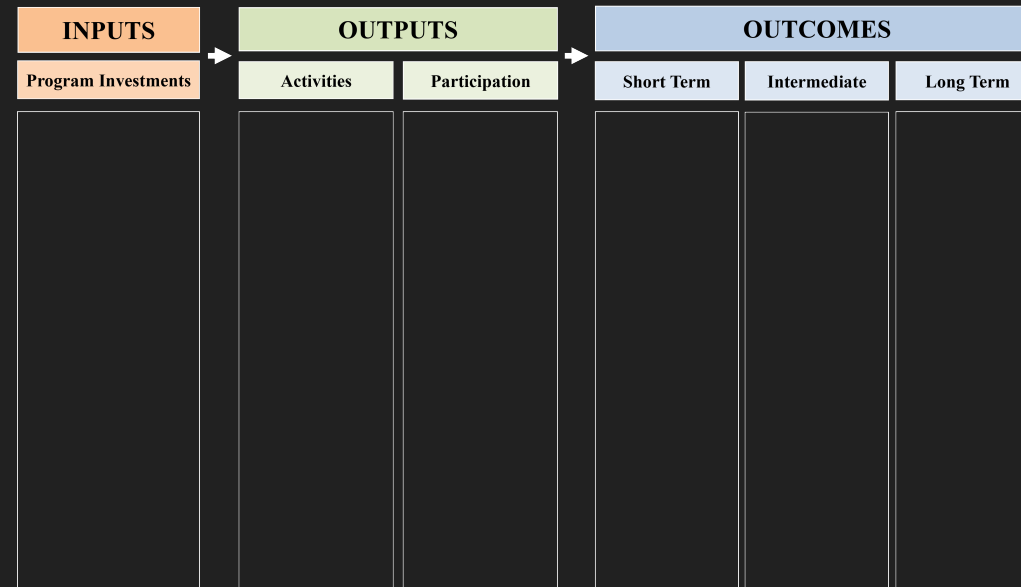 INPUTS
OUTPUTS
OUTCOMES
Program Investments
Activities
Participation
Short Term
Intermediate
Long Term